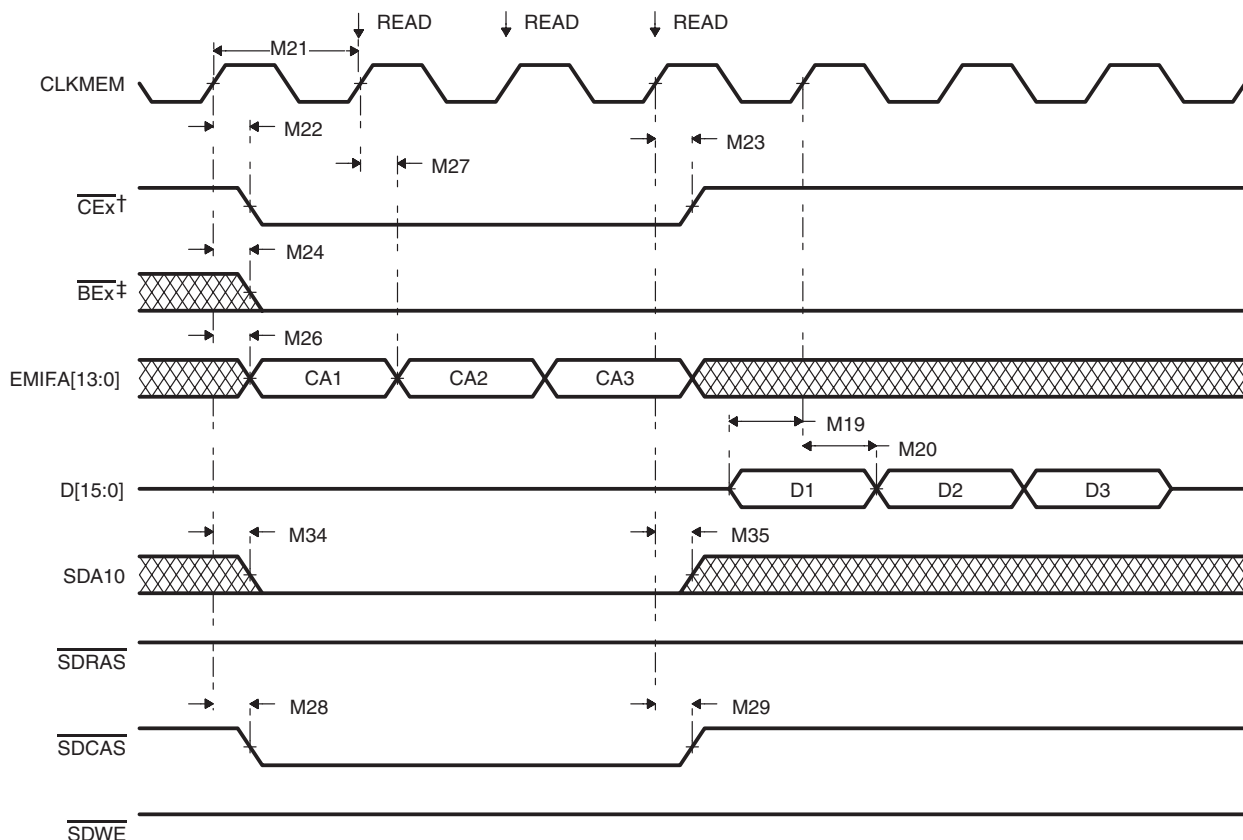 READ READ READ
M21
CLKMEM
M22 M23
M27
CEx†
M24
BEx‡
M26
EMIF.A[13:0] CA1 CA2 CA3
M19
M20
D[15:0] D1 D2 D3
M34 M35
SDA10
SDRAS
M28 M29
SDCAS
SDWE